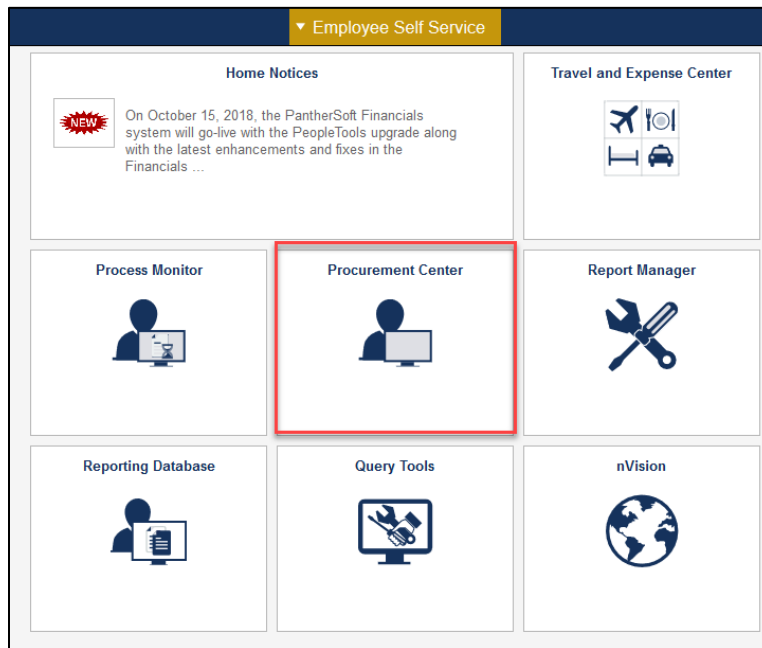 Employee Self Service
Home Notices
NEW
On October 15, 2018, the PantherSoft Financials
system will go-live with the PeopleTools upgrade along
with the latest enhancements and fixes in the
Financials ...
Travel and Expense Center
Process Monitor
Procurement Center
Report Manager
Reporting Database
Query Tools
nVision